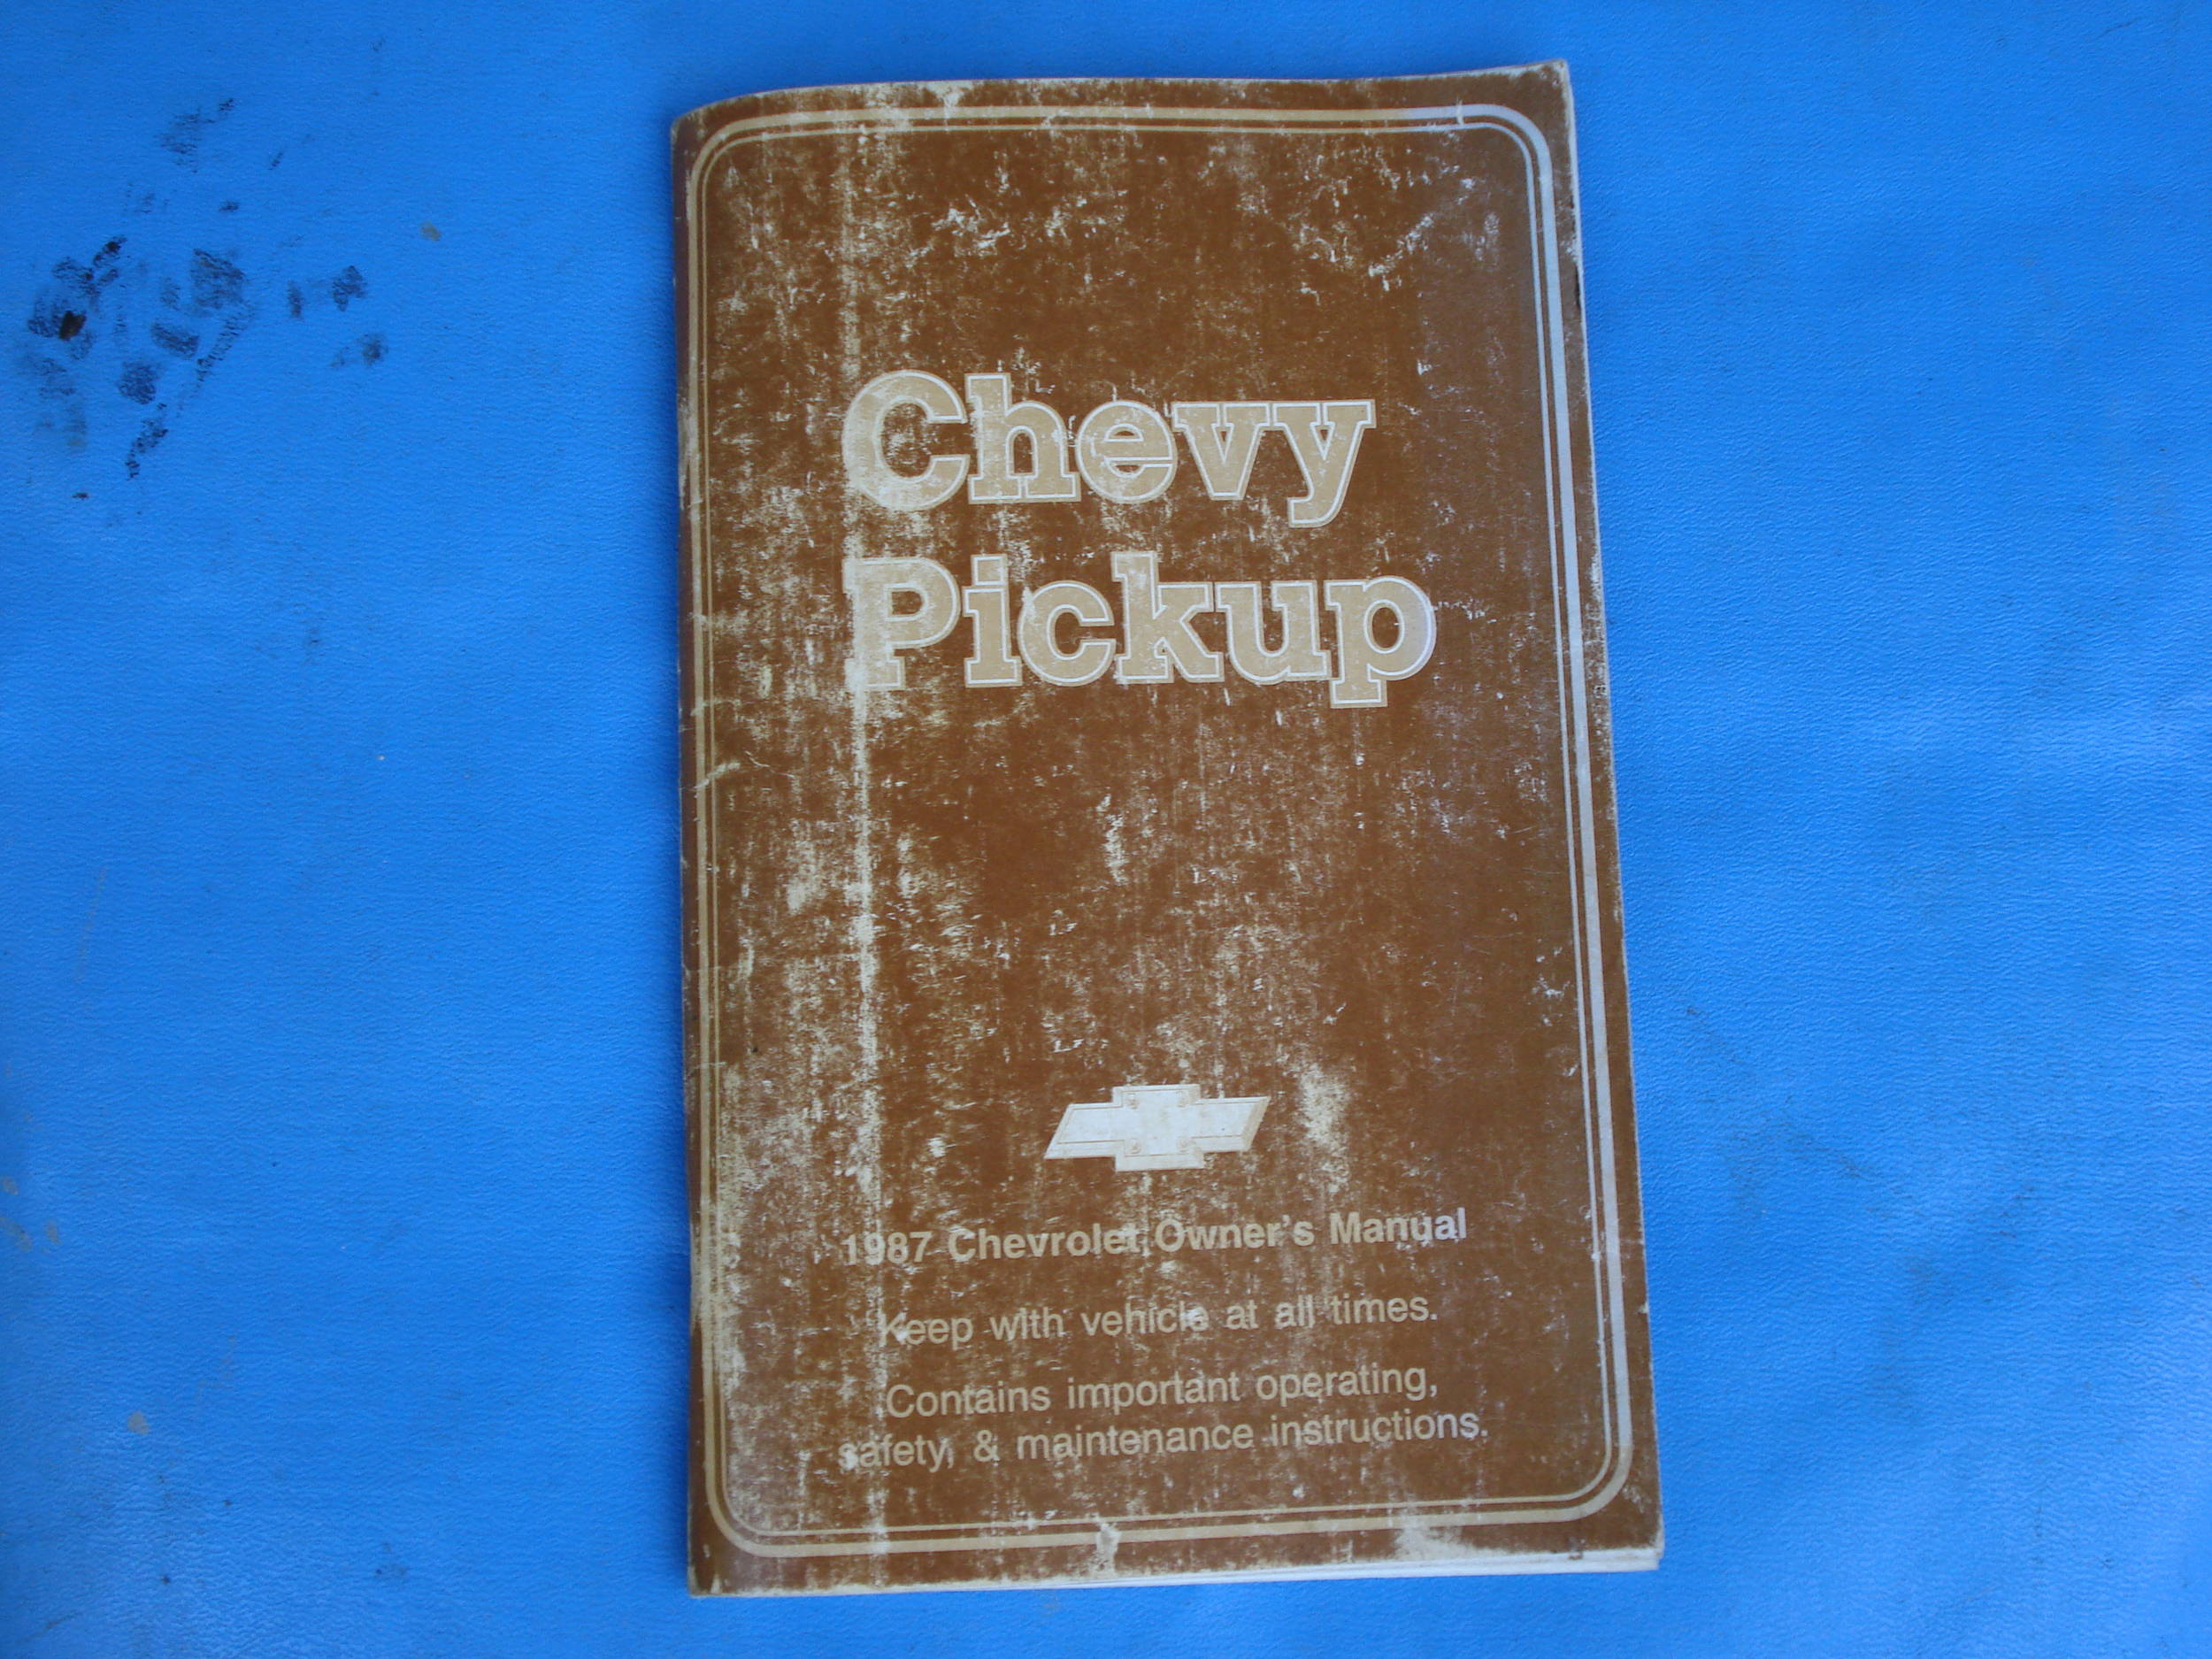 Chevy
Pickup
1987 Chevrolet Owner's Manual
Keep with vehicle at all times.
Contains important operating,
safety, & maintenance instructions.